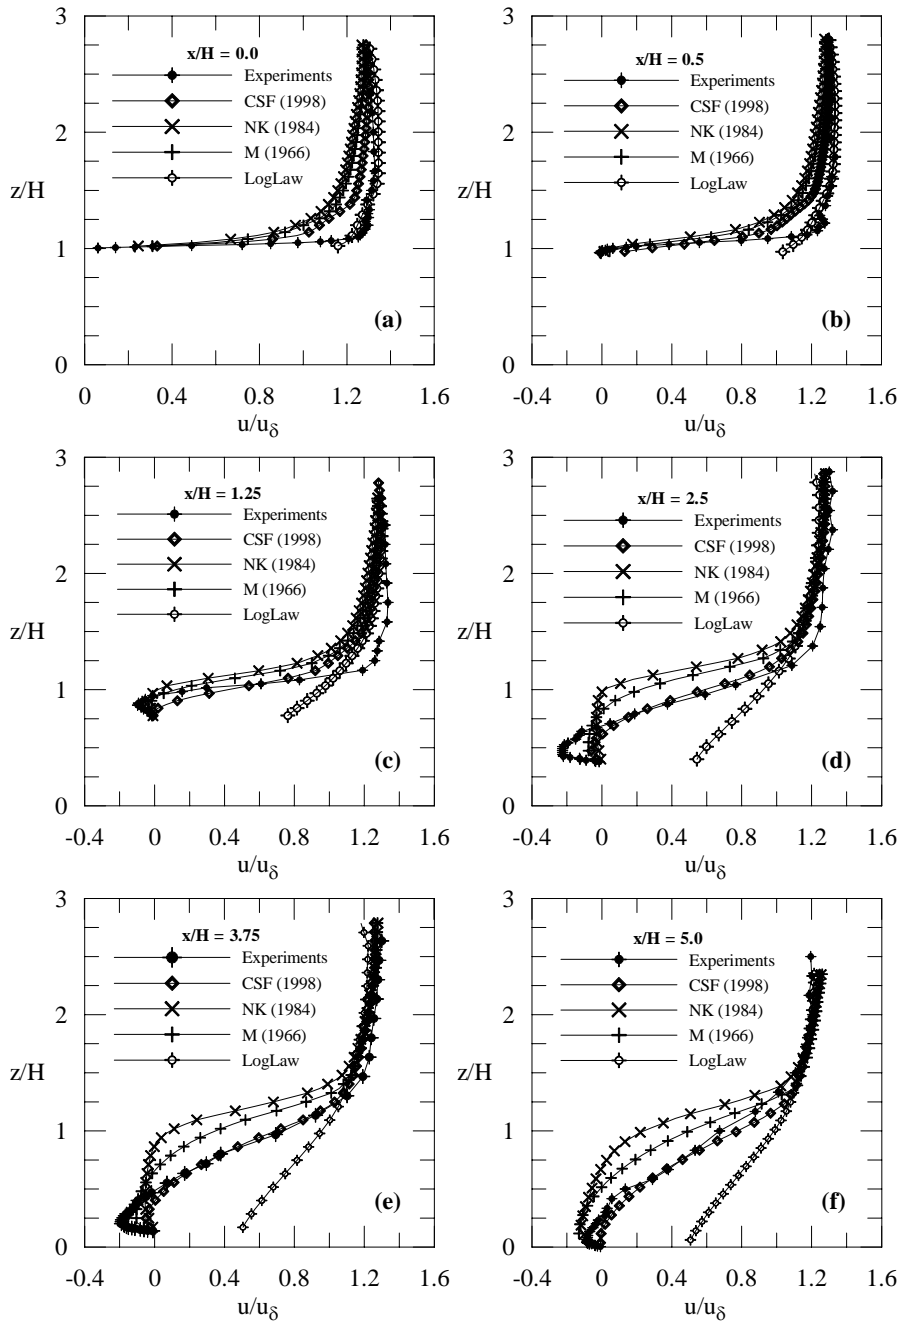 3
x/H = 0.0
Experiments
CSF (1998)
2
NK (1984)
M (1966)
LogLaw
z/H
1
(a)
0
0 0.4 0.8 1.2 1.6
u/uδ
3
x/H = 0.5
Experiments
CSF (1998)
2
NK (1984)
M (1966)
LogLaw
z/H
1
(b)
0
-0.4 0 0.4 0.8 1.2 1.6
u/uδ
3
x/H = 1.25
Experiments
CSF (1998)
2
NK (1984)
M (1966)
LogLaw
z/H
1
(c)
0
-0.4 0 0.4 0.8 1.2 1.6
u/uδ
3
x/H = 2.5
Experiments
CSF (1998)
2
NK (1984)
M (1966)
LogLaw
z/H
1
(d)
0
-0.4 0 0.4 0.8 1.2 1.6
u/uδ
3
x/H = 3.75
Experiments
CSF (1998)
2
NK (1984)
M (1966)
LogLaw
z/H
1
(e)
0
-0.4 0 0.4 0.8 1.2 1.6
u/uδ
3
x/H = 5.0
Experiments
CSF (1998)
2
NK (1984)
M (1966)
LogLaw
z/H
1
(f)
0
-0.4 0 0.4 0.8 1.2 1.6
u/uδ